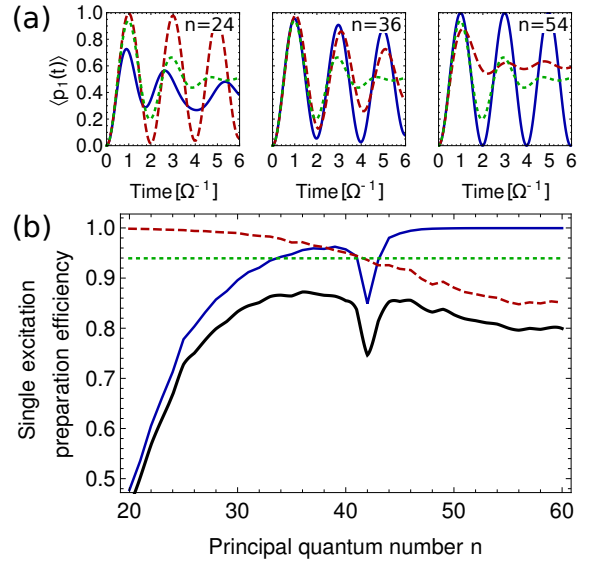 (a)
n=24
n=36
n=54
⟨p₁(t)⟩
1.0
0.8
0.6
0.4
0.2
0.0
0 1 2 3 4 5 6
0 1 2 3 4 5 6
0 1 2 3 4 5 6
Time[Ω⁻¹]
Time[Ω⁻¹]
Time[Ω⁻¹]
(b)
Single excitation
preparation efficiency
1.0
0.9
0.8
0.7
0.6
0.5
20 30 40 50 60
Principal quantum number n